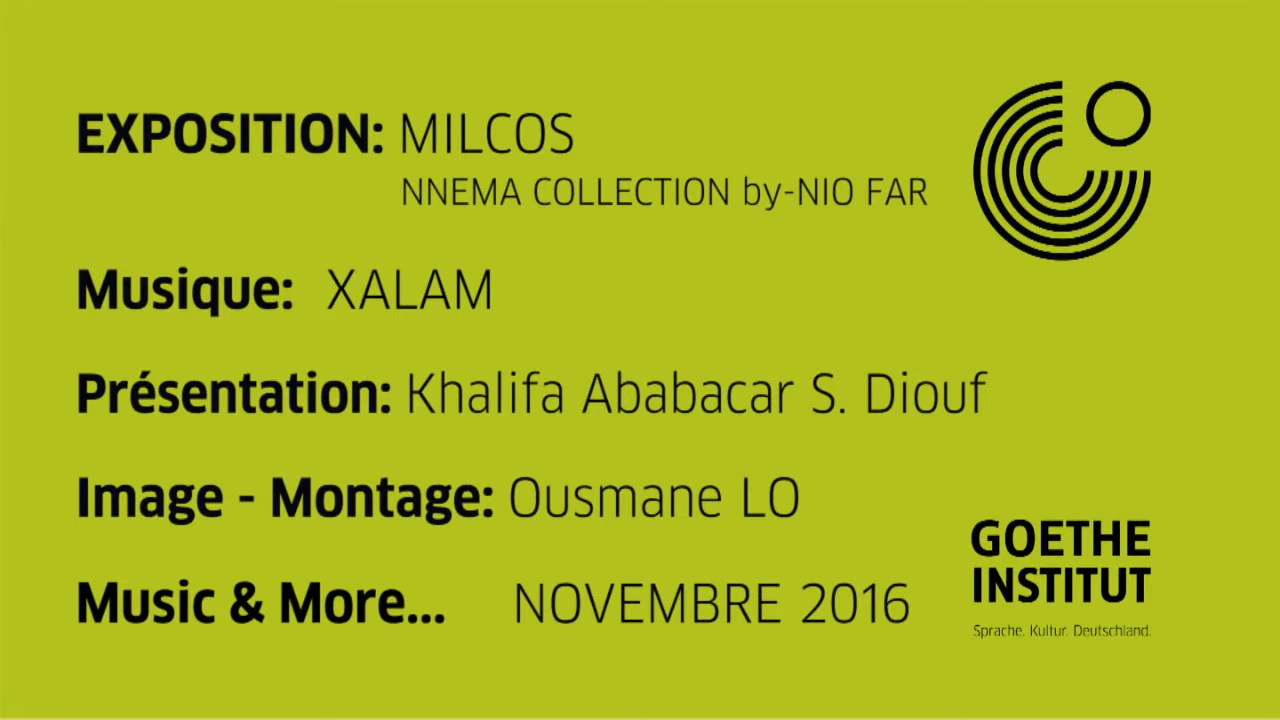 EXPOSITION: MILCOS
NNEMA COLLECTION by-NIO FAR
Musique: XALAM
Présentation: Khalifa Ababacar S. Diouf
Image - Montage: Ousmane LO
Music & More... NOVEMBRE 2016
GOETHE
INSTITUT
Sprache. Kultur. Deutschland.